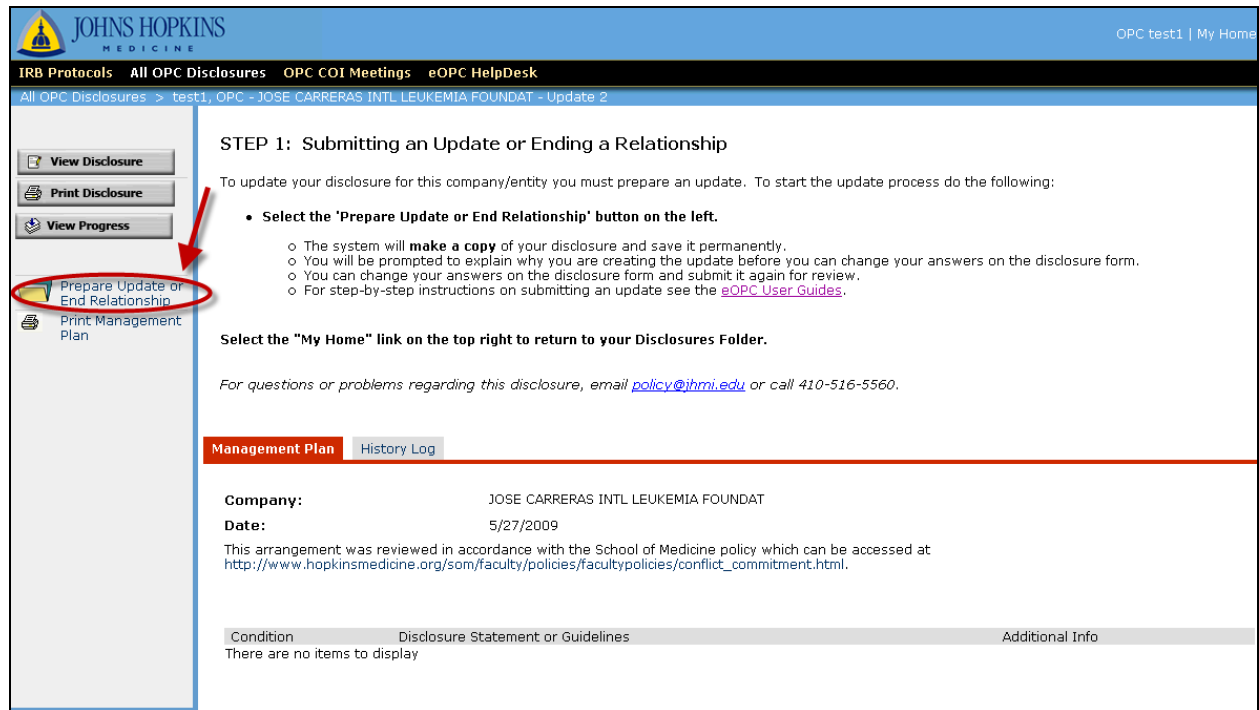 JOHNS HOPKINS
MEDICINE
OPC test1 | My Home
IRB Protocols All OPC Disclosures OPC COI Meetings eOPC HelpDesk
All OPC Disclosures > test1, OPC - JOSE CARRERAS INTL LEUKEMIA FOUNDAT - Update 2
View Disclosure
Print Disclosure
View Progress
Prepare Update or
End Relationship
Print Management
Plan
STEP 1: Submitting an Update or Ending a Relationship
To update your disclosure for this company/entity you must prepare an update. To start the update process do the following:
• Select the 'Prepare Update or End Relationship' button on the left.
o The system will make a copy of your disclosure and save it permanently.
o You will be prompted to explain why you are creating the update before you can change your answers on the disclosure form.
o You can change your answers on the disclosure form and submit it again for review.
o For step-by-step instructions on submitting an update see the eOPC User Guides.
Select the "My Home" link on the top right to return to your Disclosures Folder.
For questions or problems regarding this disclosure, email policy@jhmi.edu or call 410-516-5560.
Management Plan History Log
Company: JOSE CARRERAS INTL LEUKEMIA FOUNDAT
Date: 5/27/2009
This arrangement was reviewed in accordance with the School of Medicine policy which can be accessed at
http://www.hopkinsmedicine.org/som/faculty/policies/facultypolicies/conflict_commitment.html.
Condition Disclosure Statement or Guidelines Additional Info
There are no items to display